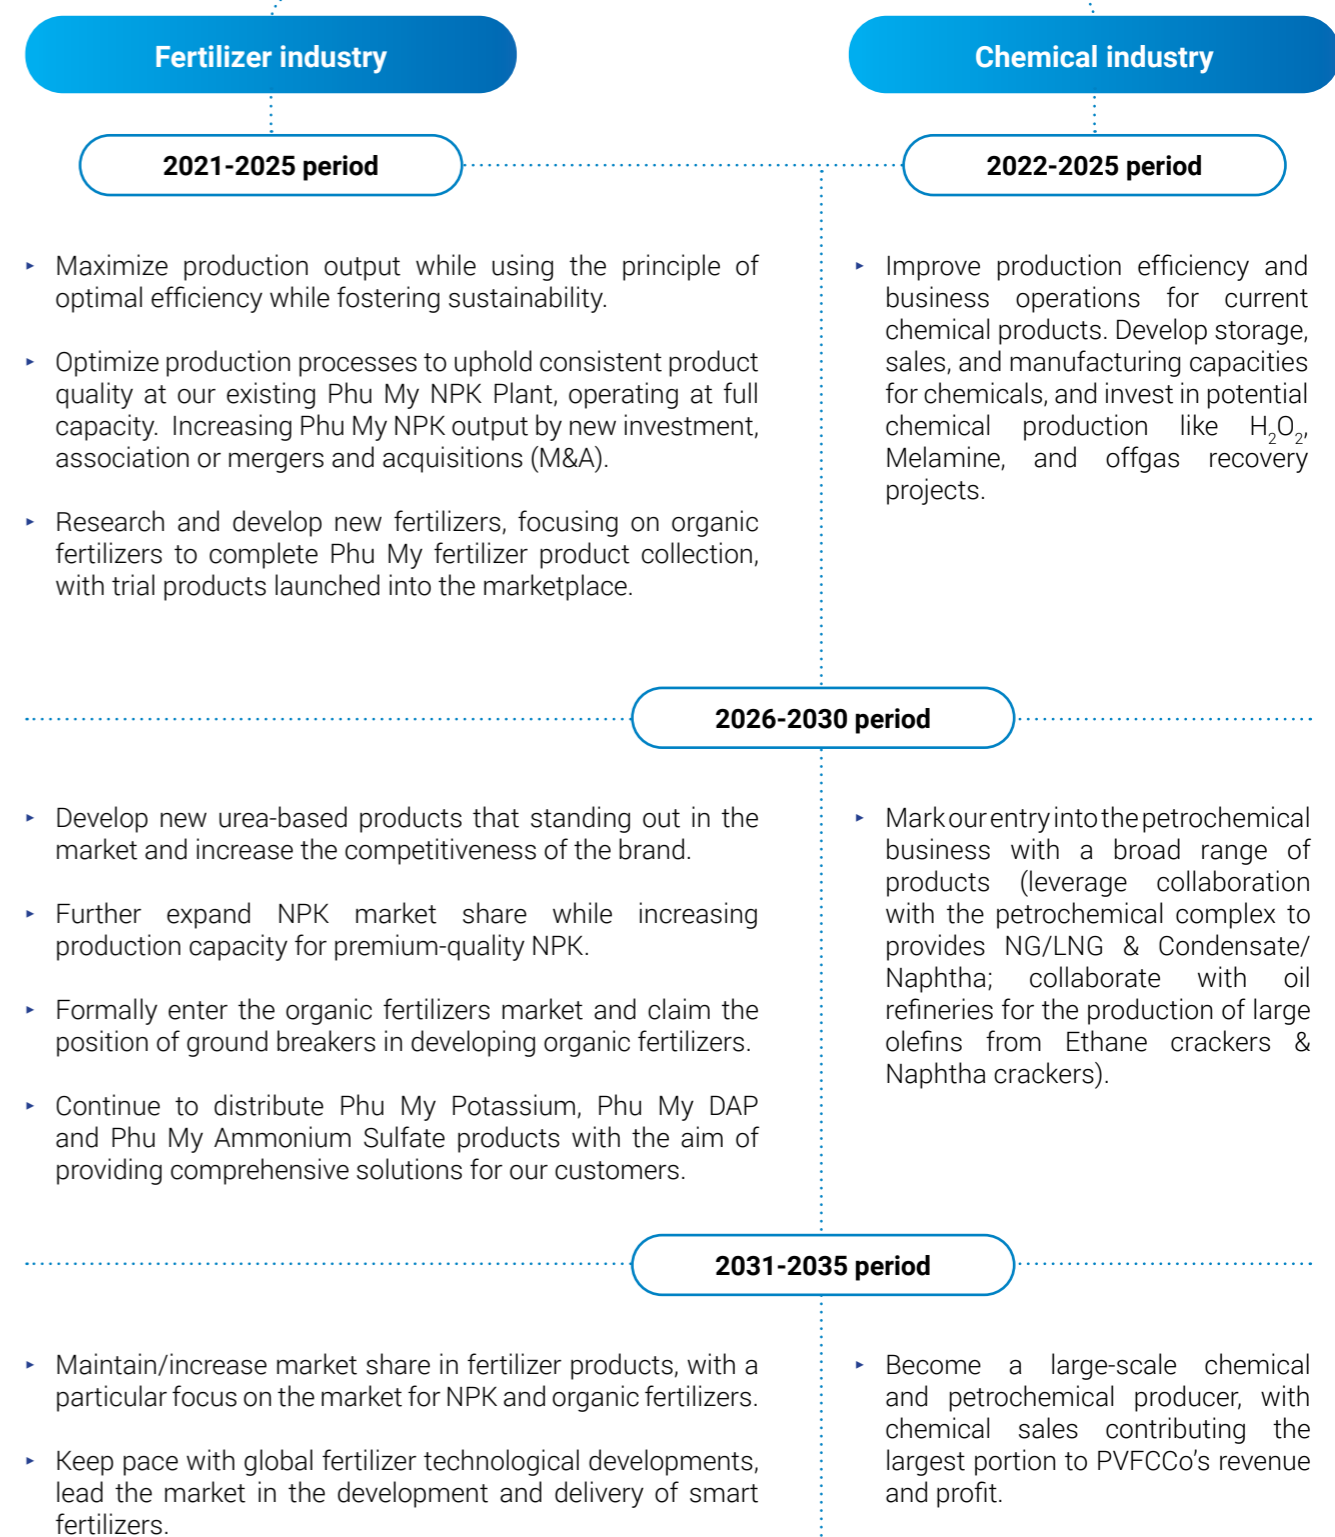 Fertilizer industry
Chemical industry
2021-2025 period
2022-2025 period
‣ Maximize production output while using the principle of
optimal efficiency while fostering sustainability.
‣ Optimize production processes to uphold consistent product
quality at our existing Phu My NPK Plant, operating at full
capacity. Increasing Phu My NPK output by new investment,
association or mergers and acquisitions (M&A).
‣ Research and develop new fertilizers, focusing on organic
fertilizers to complete Phu My fertilizer product collection,
with trial products launched into the marketplace.
‣ Improve production efficiency and
business operations for current
chemical products. Develop storage,
sales, and manufacturing capacities
for chemicals, and invest in potential
chemical production like H₂O₂,
Melamine, and offgas recovery
projects.
2026-2030 period
‣ Develop new urea-based products that standing out in the
market and increase the competitiveness of the brand.
‣ Further expand NPK market share while increasing
production capacity for premium-quality NPK.
‣ Formally enter the organic fertilizers market and claim the
position of ground breakers in developing organic fertilizers.
‣ Continue to distribute Phu My Potassium, Phu My DAP
and Phu My Ammonium Sulfate products with the aim of
providing comprehensive solutions for our customers.
‣ Mark our entry into the petrochemical
business with a broad range of
products (leverage collaboration
with the petrochemical complex to
provides NG/LNG & Condensate/
Naphtha; collaborate with oil
refineries for the production of large
olefins from Ethane crackers &
Naphtha crackers).
2031-2035 period
‣ Maintain/increase market share in fertilizer products, with a
particular focus on the market for NPK and organic fertilizers.
‣ Keep pace with global fertilizer technological developments,
lead the market in the development and delivery of smart
fertilizers.
‣ Become a large-scale chemical
and petrochemical producer, with
chemical sales contributing the
largest portion to PVFCCo's revenue
and profit.